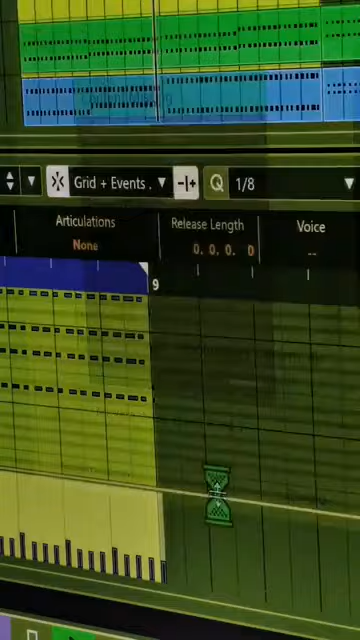 Grid + Events .
Q 1/8
Articulations Release Length Voice
None 0. 0. 0. 0 --
9